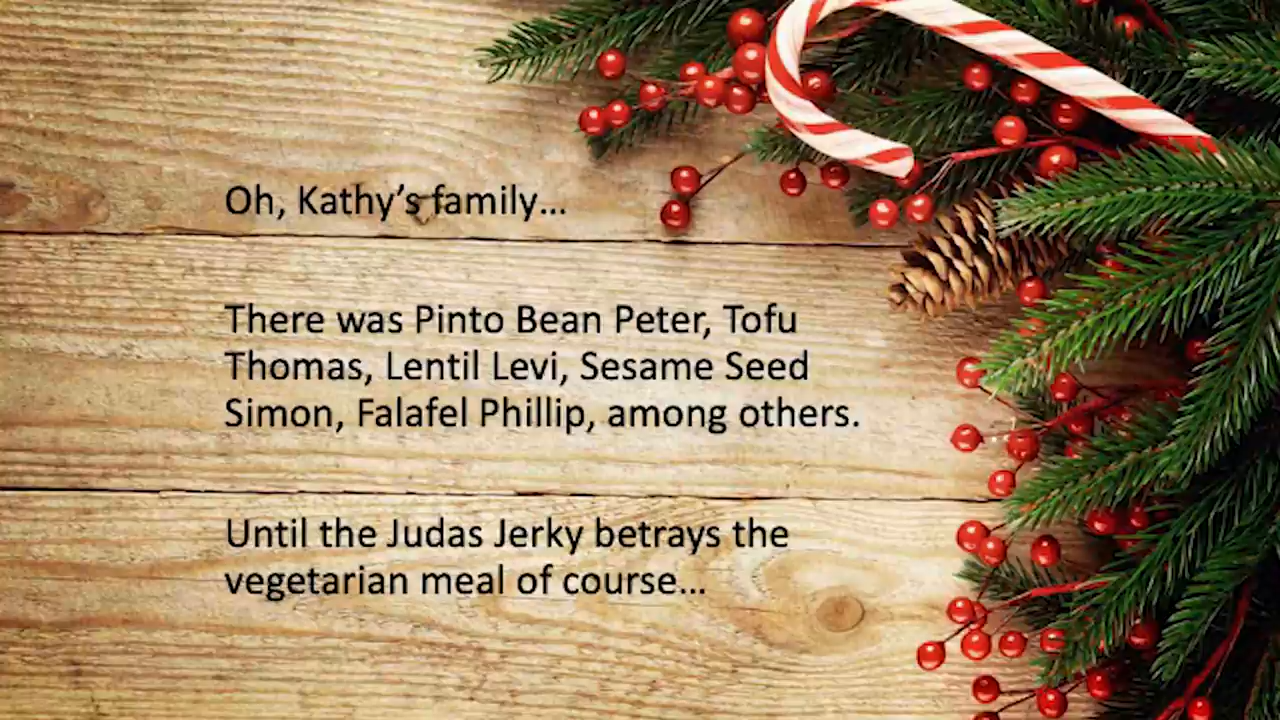 Oh, Kathy’s family…
There was Pinto Bean Peter, Tofu
Thomas, Lentil Levi, Sesame Seed
Simon, Falafel Phillip, among others.
Until the Judas Jerky betrays the
vegetarian meal of course…